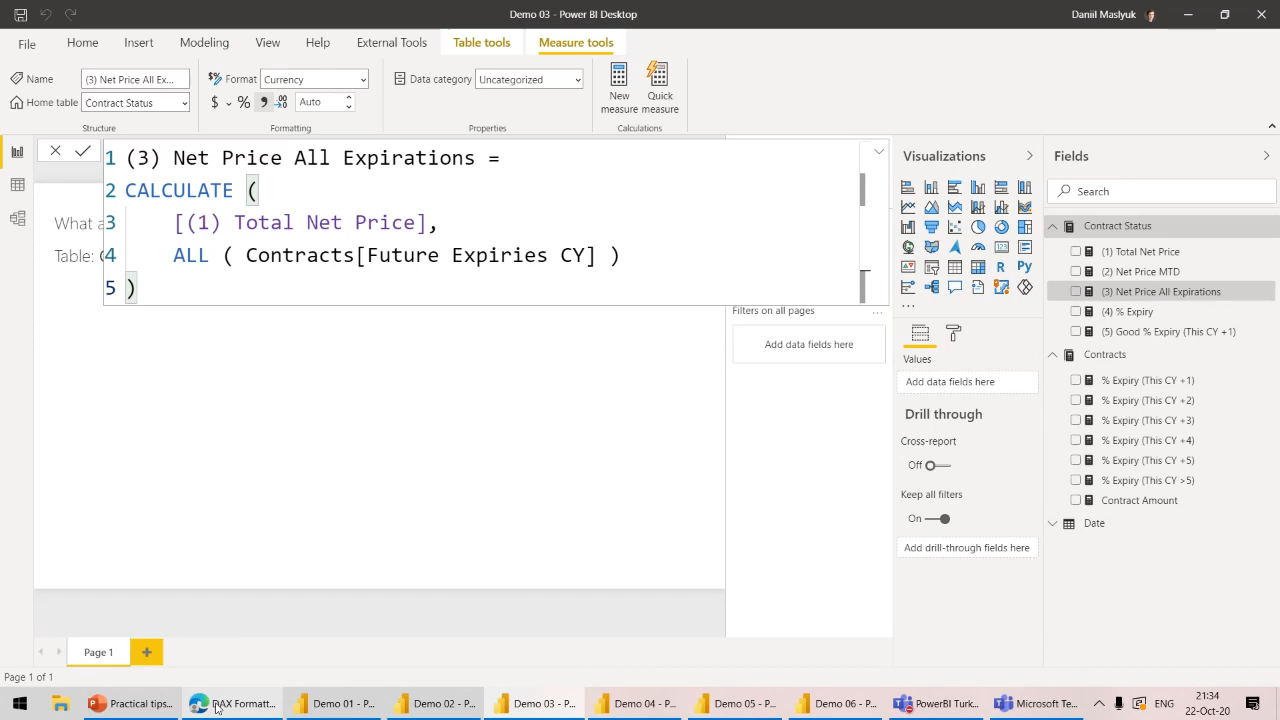 Demo 03 - Power BI Desktop
Daniil Maslyuk
File
Home
Insert
Modeling
View
Help
External Tools
Table tools
Measure tools
Name
(3) Net Price All Ex...
Home table
Contract Status
Structure
Format
Currency
$
%
Auto
Formatting
Data category
Uncategorized
Properties
New
measure
Quick
measure
Calculations
1 (3) Net Price All Expirations =
2 CALCULATE (
3 [(1) Total Net Price],
4 ALL ( Contracts[Future Expiries CY] )
5 )
What a
Table:
Filters on all pages
...
Add data fields here
Visualizations
R
Py
...
Values
Add data fields here
Drill through
Cross-report
Off
Keep all filters
On
Add drill-through fields here
Fields
Search
Contract Status
(1) Total Net Price
(2) Net Price MTD
(3) Net Price All Expirations
(4) % Expiry
(5) Good % Expiry (This CY +1)
Contracts
% Expiry (This CY +1)
% Expiry (This CY +2)
% Expiry (This CY +3)
% Expiry (This CY +4)
% Expiry (This CY +5)
% Expiry (This CY >5)
Contract Amount
Date
Page 1
Page 1 of 1
Practical tips...
DAX Formatt...
Demo 01 - P...
Demo 02 - P...
Demo 03 - P...
Demo 04 - P...
Demo 05 - P...
Demo 06 - P...
PowerBI Turk...
Microsoft Te...
ENG
21:34